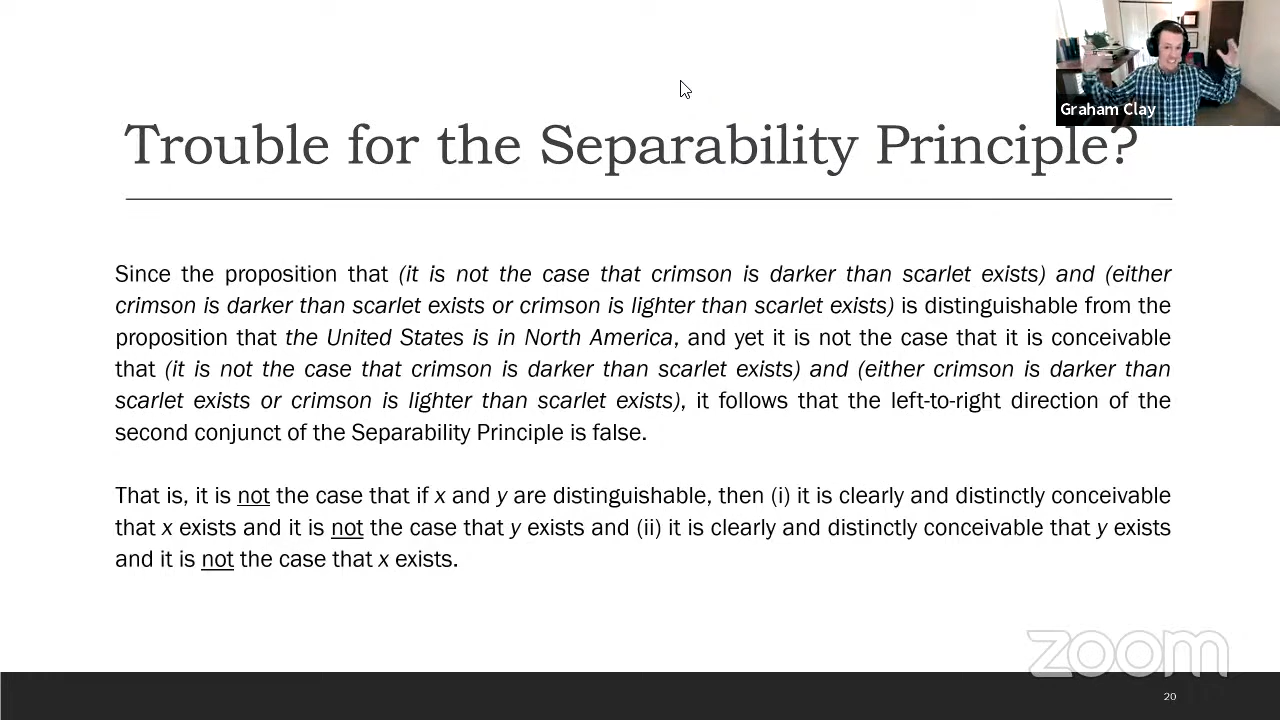 Graham Clay
Trouble for the Separability Principle?
Since the proposition that (it is not the case that crimson is darker than scarlet exists) and (either
crimson is darker than scarlet exists or crimson is lighter than scarlet exists) is distinguishable from the
proposition that the United States is in North America, and yet it is not the case that it is conceivable
that (it is not the case that crimson is darker than scarlet exists) and (either crimson is darker than
scarlet exists or crimson is lighter than scarlet exists), it follows that the left-to-right direction of the
second conjunct of the Separability Principle is false.
That is, it is not the case that if x and y are distinguishable, then (i) it is clearly and distinctly conceivable
that x exists and it is not the case that y exists and (ii) it is clearly and distinctly conceivable that y exists
and it is not the case that x exists.
zoom
20